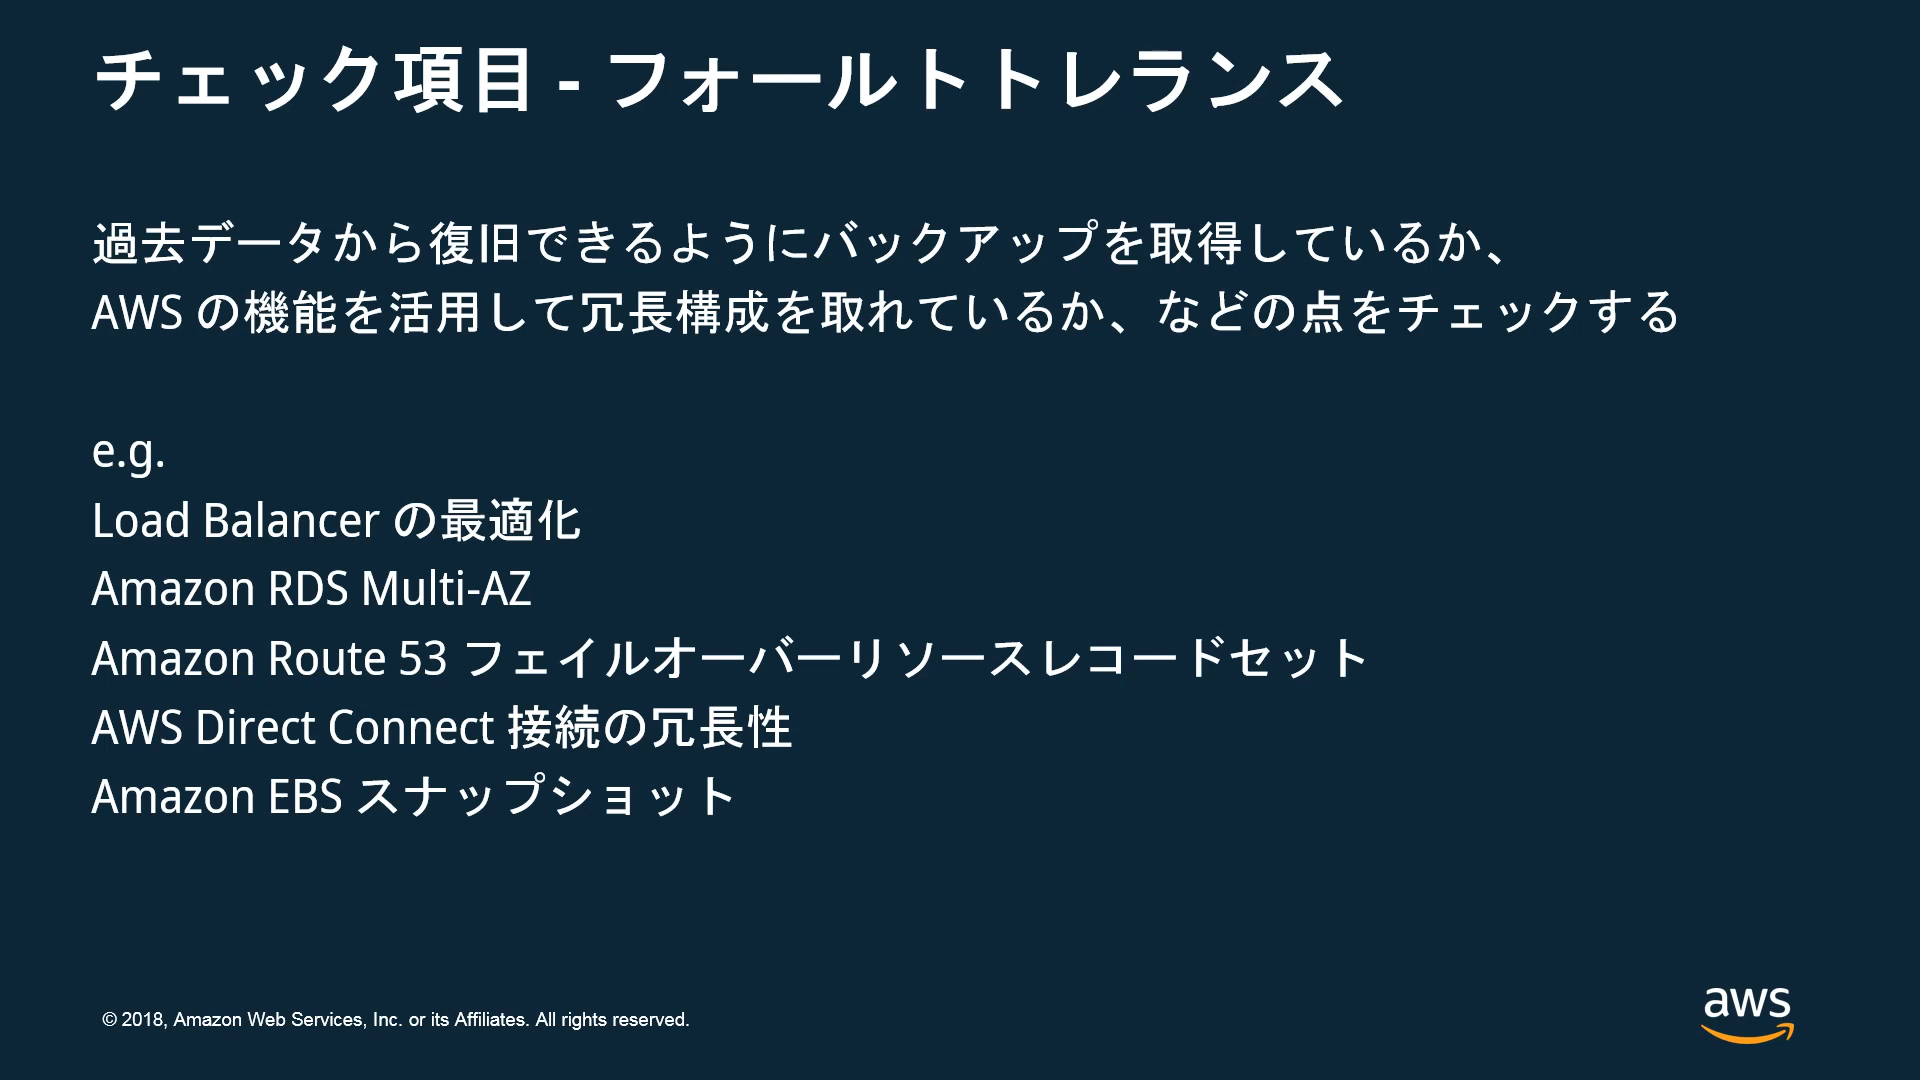 チェック項目 - フォールトトレランス
過去データから復旧できるようにバックアップを取得しているか、
AWS の機能を活用して冗長構成を取れているか、などの点をチェックする
e.g.
Load Balancer の最適化
Amazon RDS Multi-AZ
Amazon Route 53 フェイルオーバーリソースレコードセット
AWS Direct Connect 接続の冗長性
Amazon EBS スナップショット
© 2018, Amazon Web Services, Inc. or its Affiliates. All rights reserved.
aws